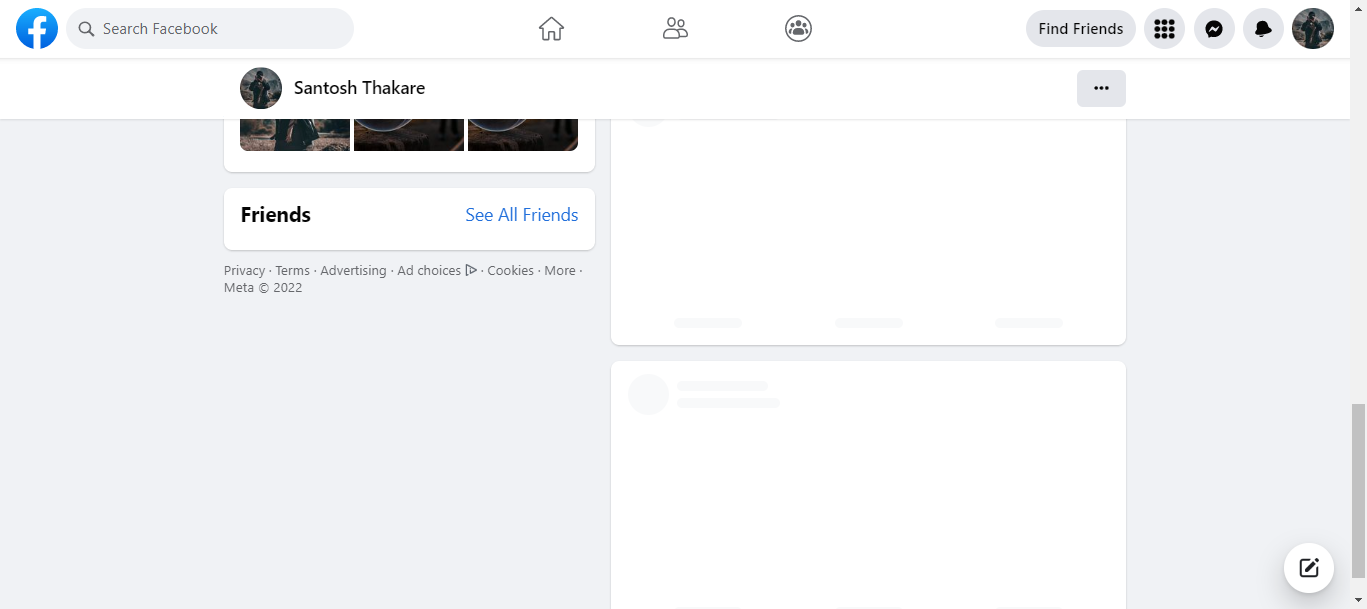 Search Facebook
Find Friends
Santosh Thakare
Friends
See All Friends
Privacy · Terms · Advertising · Ad choices · Cookies · More ·
Meta © 2022